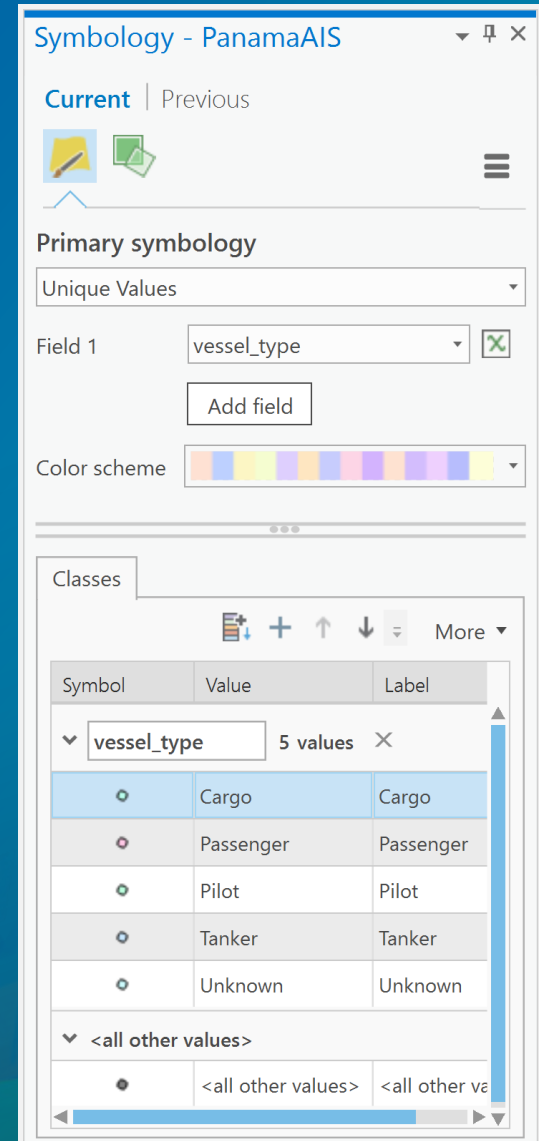 Symbology - PanamaAIS
Current | Previous
Primary symbology
Unique Values
Field 1 vessel_type
Add field
Color scheme
Classes
More
Symbol Value Label
vessel_type 5 values
Cargo Cargo
Passenger Passenger
Pilot Pilot
Tanker Tanker
Unknown Unknown
<all other values>
<all other values> <all other va